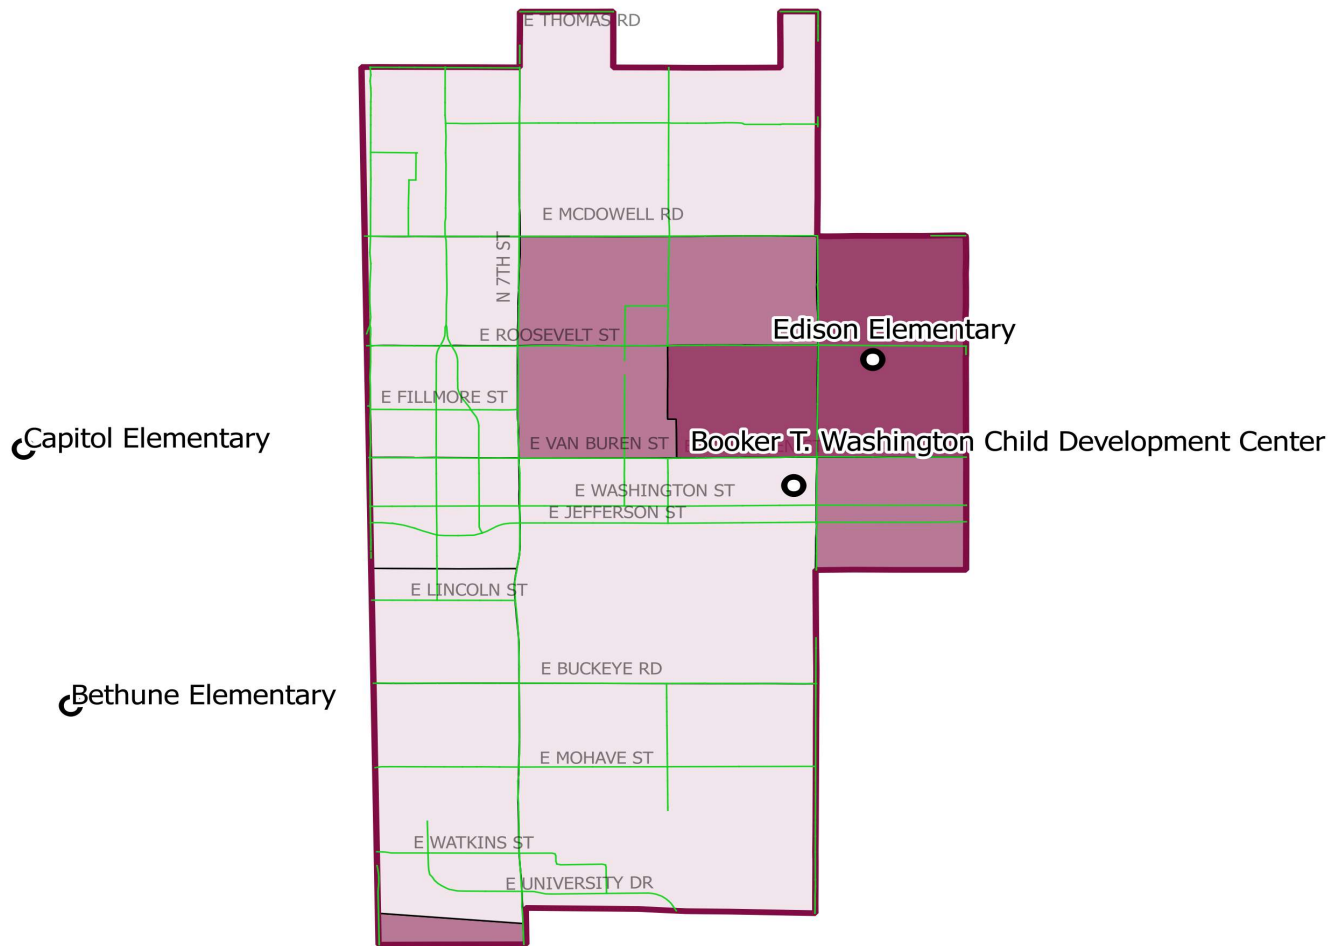 E THOMAS RD
E MCDOWELL RD
N 7TH ST
Edison Elementary
E ROOSEVELT ST
E FILLMORE ST
Capitol Elementary
E VAN BUREN ST
Booker T. Washington Child Development Center
E WASHINGTON ST
E JEFFERSON ST
E LINCOLN ST
E BUCKEYE RD
Bethune Elementary
E MOHAVE ST
E WATKINS ST
E UNIVERSITY DR